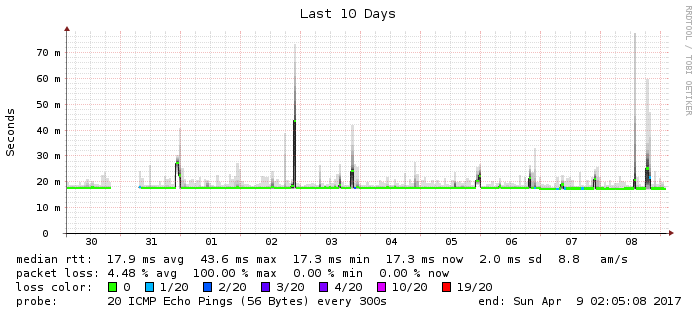 Last 10 Days
RRDTOOL / TOBI OETIKER
Seconds
70 m
60 m
50 m
40 m
30 m
20 m
10 m
0
30 31 01 02 03 04 05 06 07 08
median rtt: 17.9 ms avg 43.6 ms max 17.3 ms min 17.3 ms now 2.0 ms sd 8.8 am/s
packet loss: 4.48 % avg 100.00 % max 0.00 % min 0.00 % now
loss color: 0 1/20 2/20 3/20 4/20 10/20 19/20
probe: 20 ICMP Echo Pings (56 Bytes) every 300s end: Sun Apr 9 02:05:08 2017